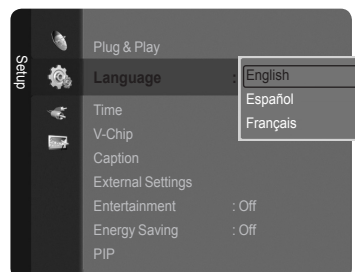 Setup
Plug & Play
Language : English
Español
Français
Time
V-Chip
Caption
External Settings
Entertainment : Off
Energy Saving : Off
PIP